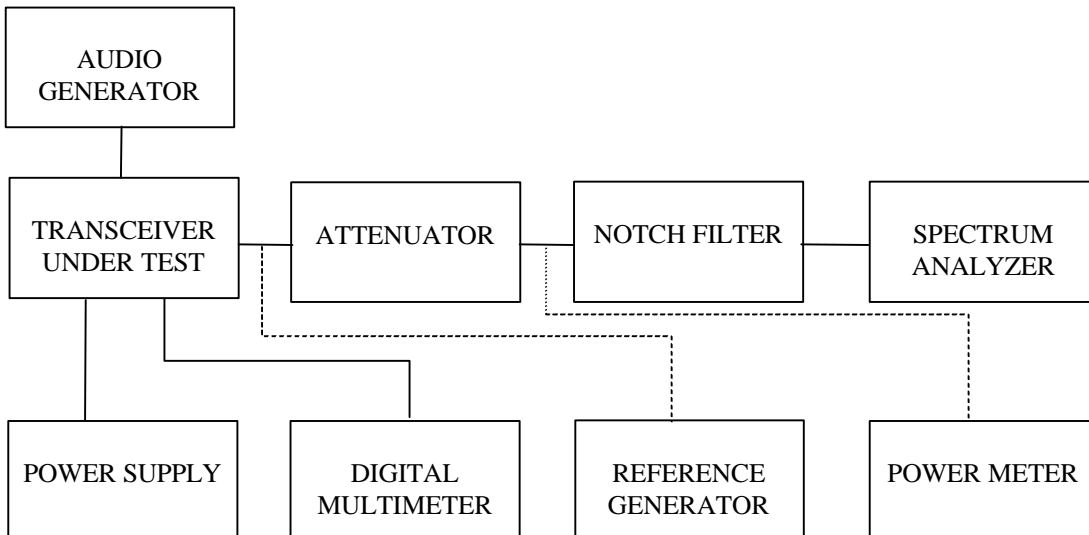 AUDIO
GENERATOR
TRANSCEIVER
UNDER TEST
ATTENUATOR
NOTCH FILTER
SPECTRUM
ANALYZER
POWER SUPPLY
DIGITAL
MULTIMETER
REFERENCE
GENERATOR
POWER METER